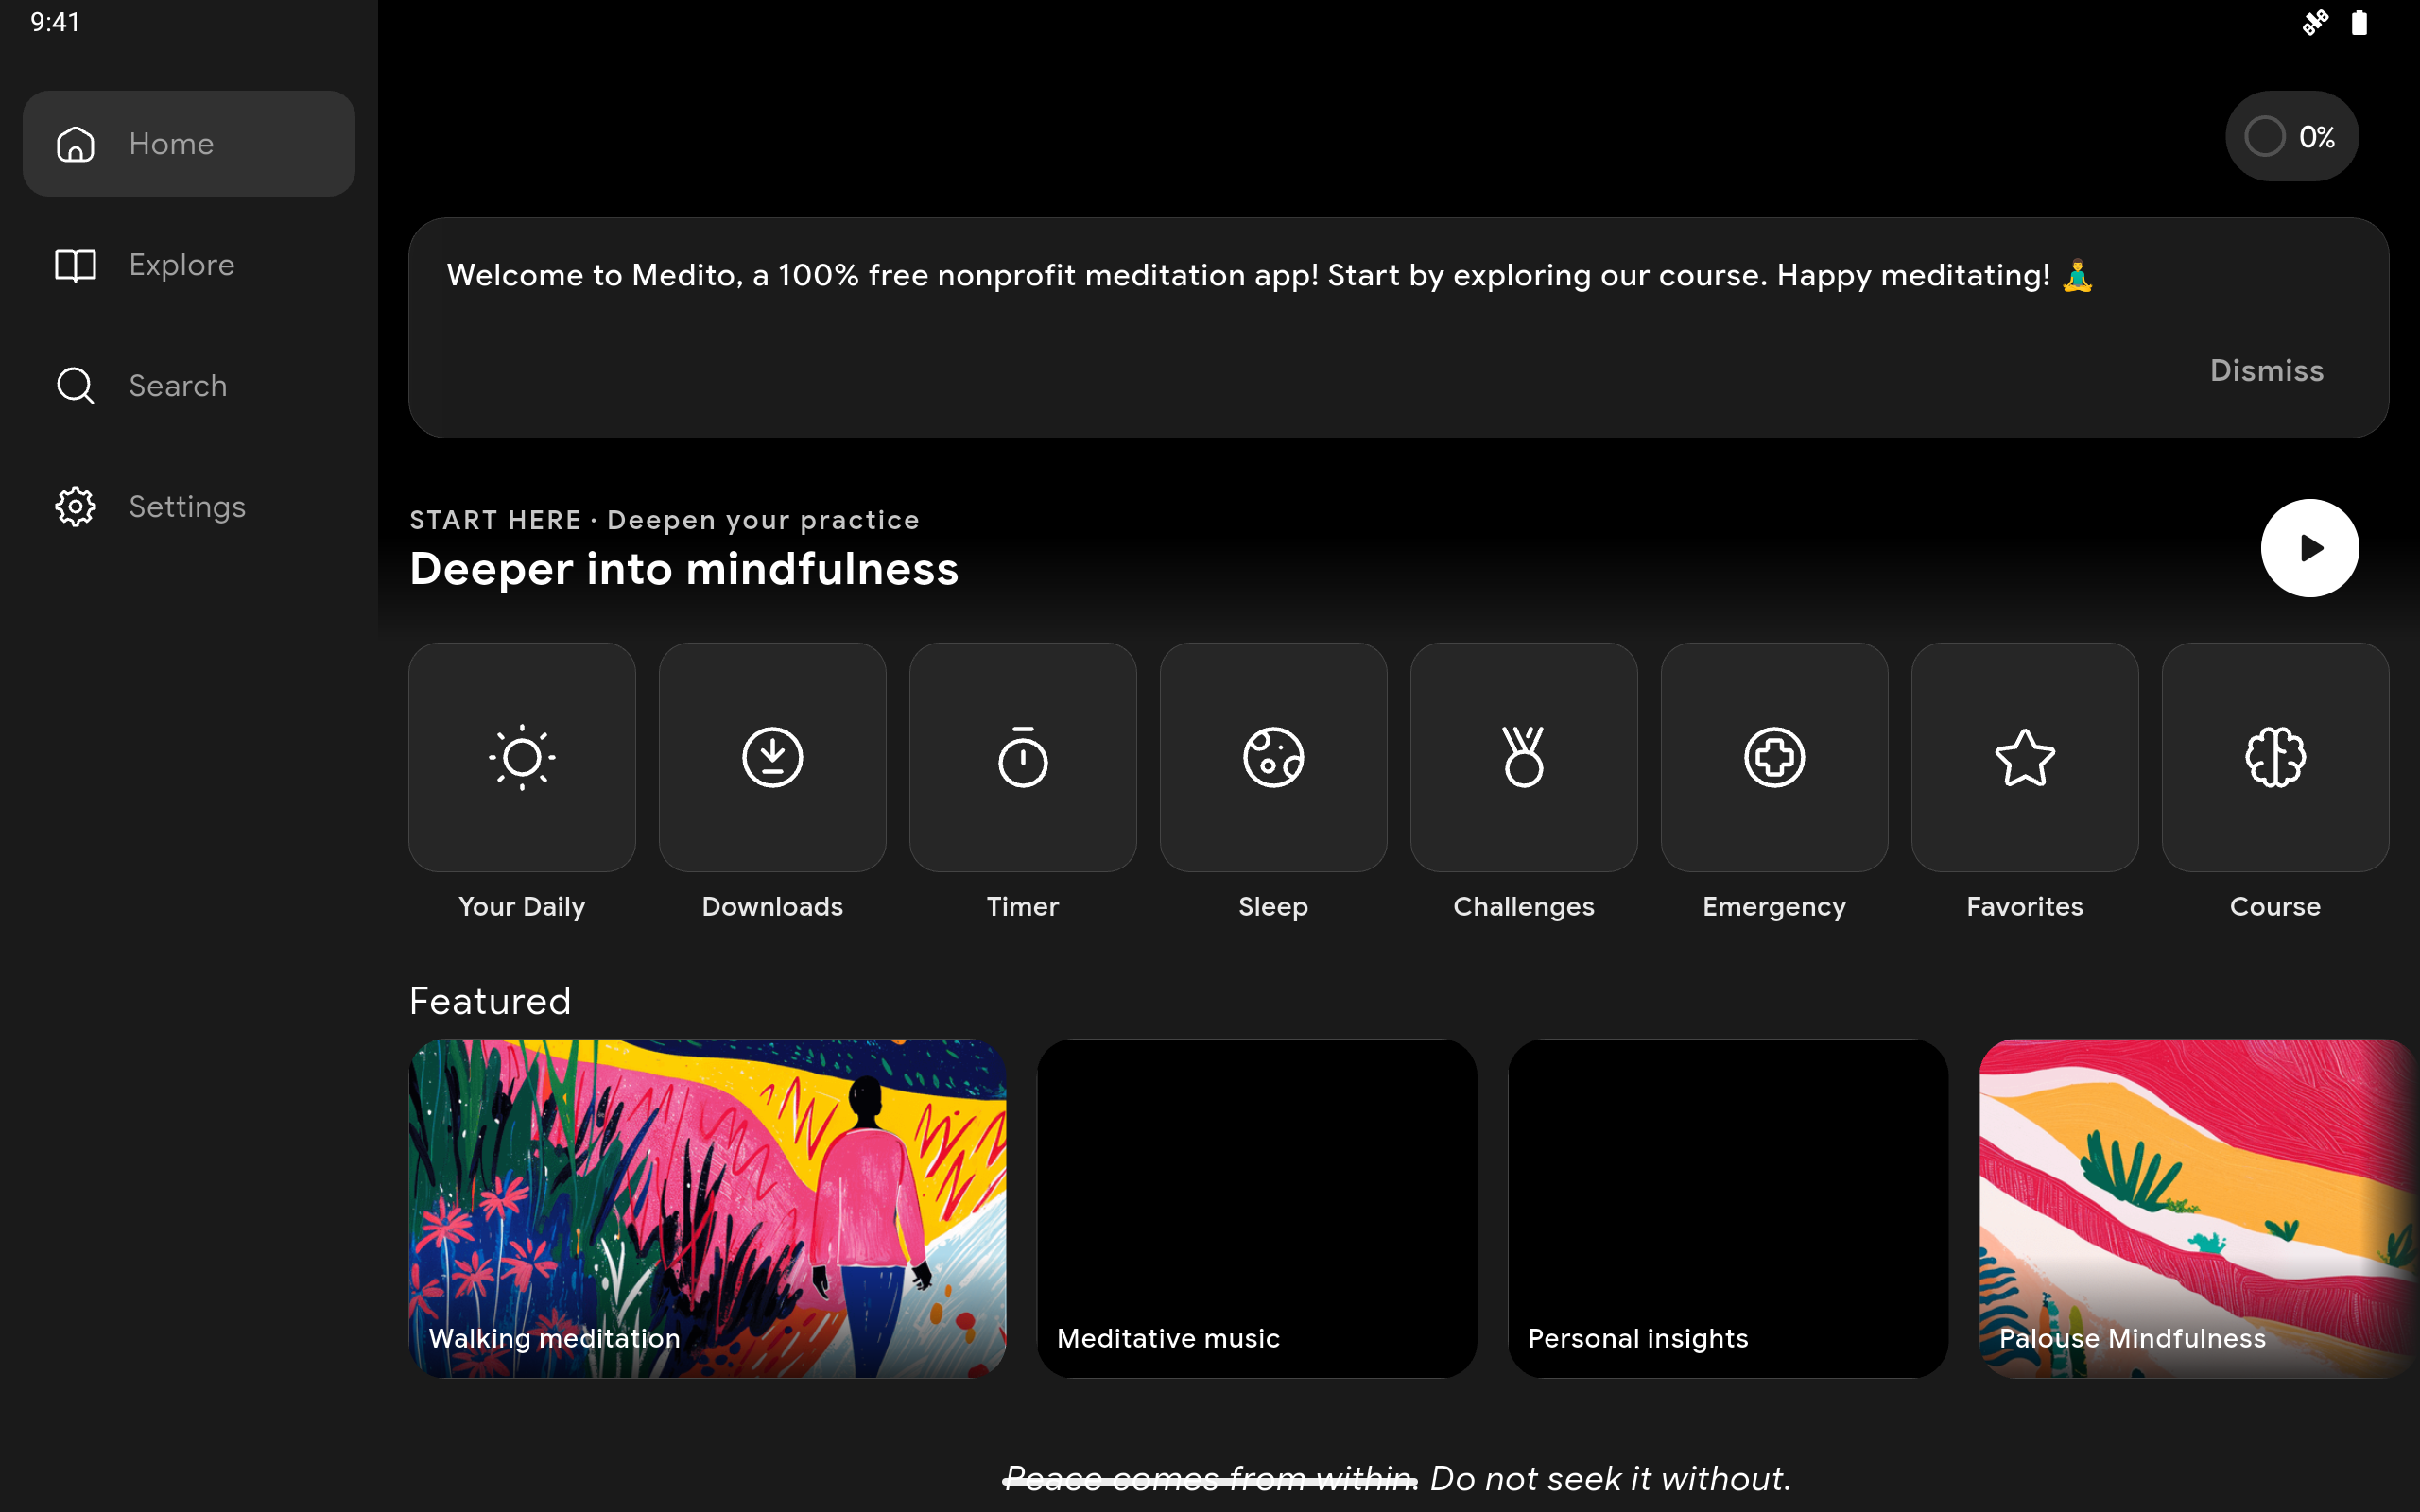 9:41
Home
Explore
Search
Settings
0%
Welcome to Medito, a 100% free nonprofit meditation app! Start by exploring our course. Happy meditating! 🧘‍♂️
Dismiss
START HERE · Deepen your practice
Deeper into mindfulness
Your Daily
Downloads
Timer
Sleep
Challenges
Emergency
Favorites
Course
Featured
Walking meditation
Meditative music
Personal insights
Palouse Mindfulness
Peace comes from within. Do not seek it without.